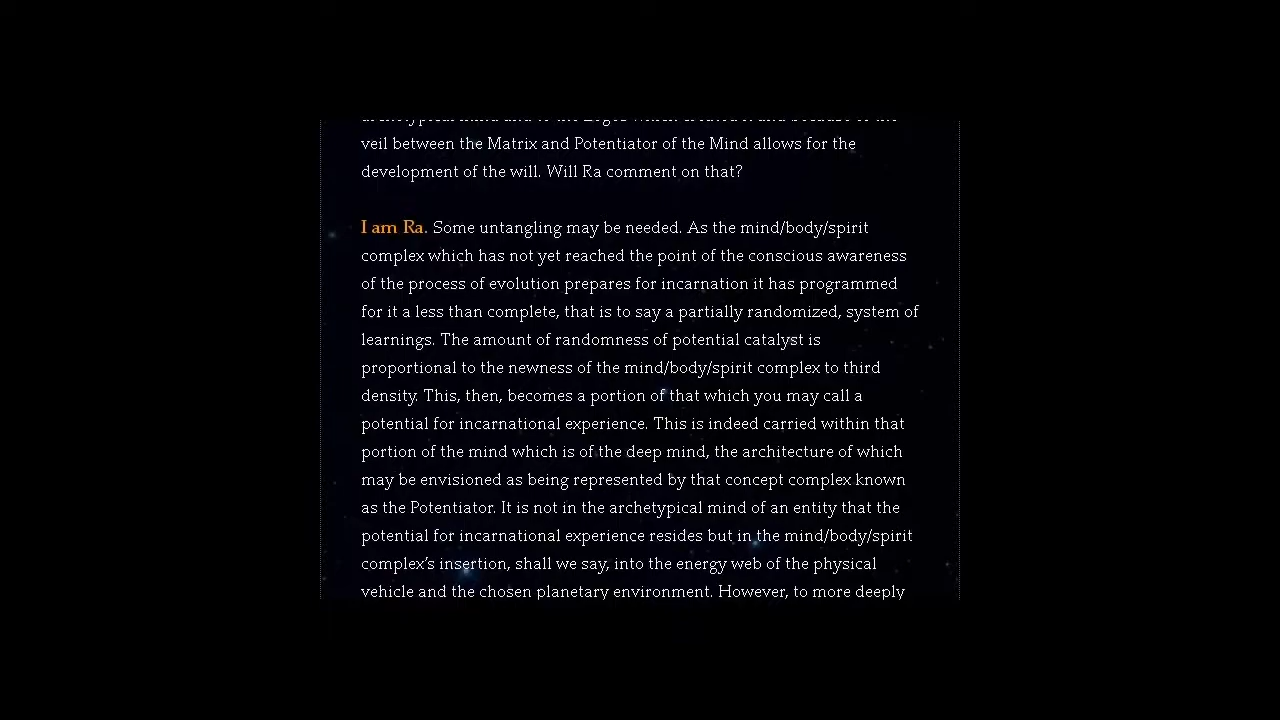 veil between the Matrix and Potentiator of the Mind allows for the
development of the will. Will Ra comment on that?
I am Ra. Some untangling may be needed. As the mind/body/spirit
complex which has not yet reached the point of the conscious awareness
of the process of evolution prepares for incarnation it has programmed
for it a less than complete, that is to say a partially randomized, system of
learnings. The amount of randomness of potential catalyst is
proportional to the newness of the mind/body/spirit complex to third
density. This, then, becomes a portion of that which you may call a
potential for incarnational experience. This is indeed carried within that
portion of the mind which is of the deep mind, the architecture of which
may be envisioned as being represented by that concept complex known
as the Potentiator. It is not in the archetypical mind of an entity that the
potential for incarnational experience resides but in the mind/body/spirit
complex's insertion, shall we say, into the energy web of the physical
vehicle and the chosen planetary environment. However, to more deeply